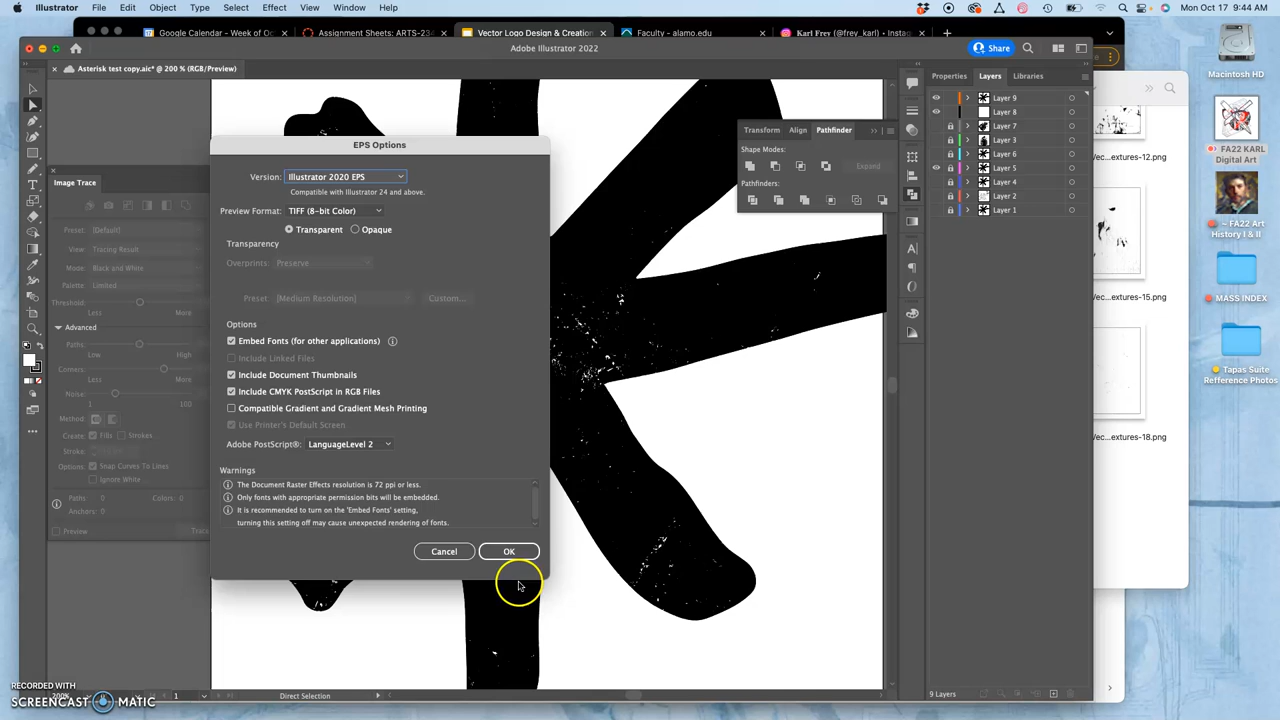 Illustrator File Edit Object Type Select Effect View Window Help Mon Oct 17 9:44 AM
Google Calendar - Week of Oc Assignment Sheets: ARTS-234 Vector Logo Design & Creation Faculty - alamo.edu Karl Frey (@frey_karl) • Insta
Adobe Illustrator 2022
Share
Asterisk test copy.aic* @ 200 % (RGB/Preview)
Properties Layers Libraries
Macintosh HD
Layer 9
Layer 8
Layer 7
Layer 3
Layer 6
Layer 5
Layer 4
Layer 2
Layer 1
Transform Align Pathfinder
Shape Modes:
Expand
Pathfinders:
EPS Options
Version: Illustrator 2020 EPS
Compatible with Illustrator 24 and above.
Preview Format: TIFF (8-bit Color)
Transparent Opaque
Transparency
Overprints: Preserve
Preset: [Medium Resolution] Custom...
Options
Embed Fonts (for other applications)
Include Linked Files
Include Document Thumbnails
Include CMYK PostScript in RGB Files
Compatible Gradient and Gradient Mesh Printing
Use Printer's Default Screen
Adobe PostScript®: LanguageLevel 2
Warnings
The Document Raster Effects resolution is 72 ppi or less.
Only fonts with appropriate permission bits will be embedded.
It is recommended to turn on the 'Embed Fonts' setting,
turning this setting off may cause unexpected rendering of fonts.
Cancel OK
Image Trace
Preset: [Default]
View: Tracing Result
Mode: Black and White
Palette: Limited
Threshold:
Less More
Advanced
Paths:
Low High
Corners:
Less More
Noise:
1 100
Method
Create: Fills Strokes
Options: Snap Curves To Lines
Ignore White
Paths: 0 Colors: 0
Anchors: 0
Preview Trace
...extures-12.png
...extures-15.png
...extures-18.png
FA22 KARL
Digital Art
~ FA22 Art
History I & II
MASS INDEX
Tapas Suite
Refference Photos
200% 1 Direct Selection
9 Layers
RECORDED WITH
SCREENCAST MATIC